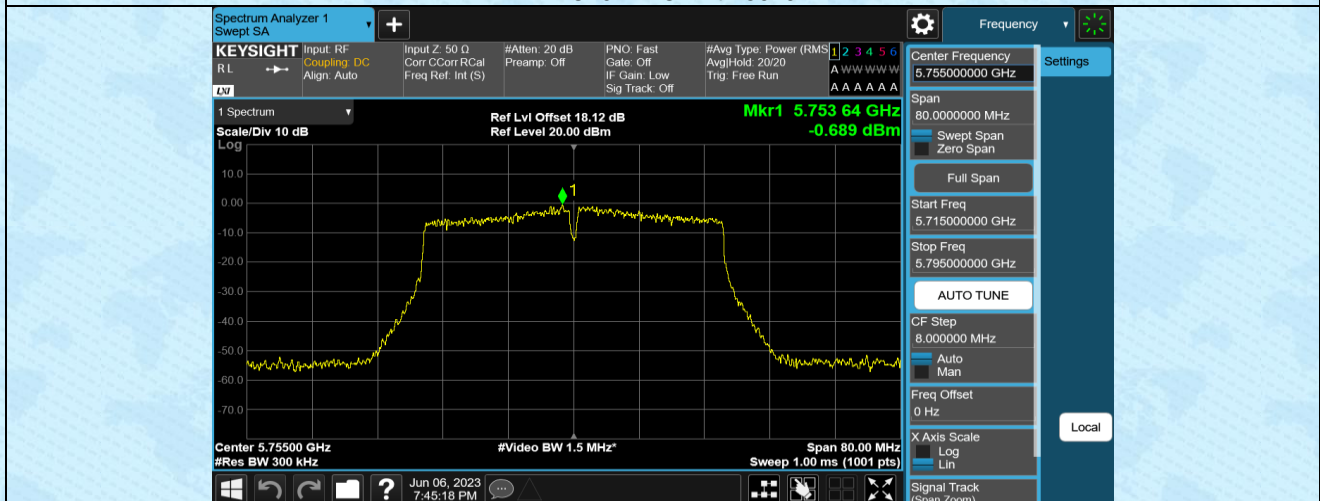 Spectrum Analyzer 1
Swept SA
Frequency
KEYSIGHT
RL
LXI
Input: RF
Coupling: DC
Align: Auto
Input Z: 50 Ω
Corr CCorr RCal
Freq Ref: Int (S)
#Atten: 20 dB
Preamp: Off
PNO: Fast
Gate: Off
IF Gain: Low
Sig Track: Off
#Avg Type: Power (RMS
Avg|Hold: 20/20
Trig: Free Run
1 2 3 4 5 6
A W W W W W
A A A A A A
1 Spectrum
Scale/Div 10 dB
Log
Ref Lvl Offset 18.12 dB
Ref Level 20.00 dBm
Mkr1 5.753 64 GHz
-0.689 dBm
1
10.0
0.00
-10.0
-20.0
-30.0
-40.0
-50.0
-60.0
-70.0
Center 5.75500 GHz
#Res BW 300 kHz
#Video BW 1.5 MHz*
Span 80.00 MHz
Sweep 1.00 ms (1001 pts)
Center Frequency
5.755000000 GHz
Settings
Span
80.0000000 MHz
Swept Span
Zero Span
Full Span
Start Freq
5.715000000 GHz
Stop Freq
5.795000000 GHz
AUTO TUNE
CF Step
8.000000 MHz
Auto
Man
Freq Offset
0 Hz
X Axis Scale
Log
Lin
Signal Track
(Span Zoom)
Local
?
Jun 06, 2023
7:45:18 PM